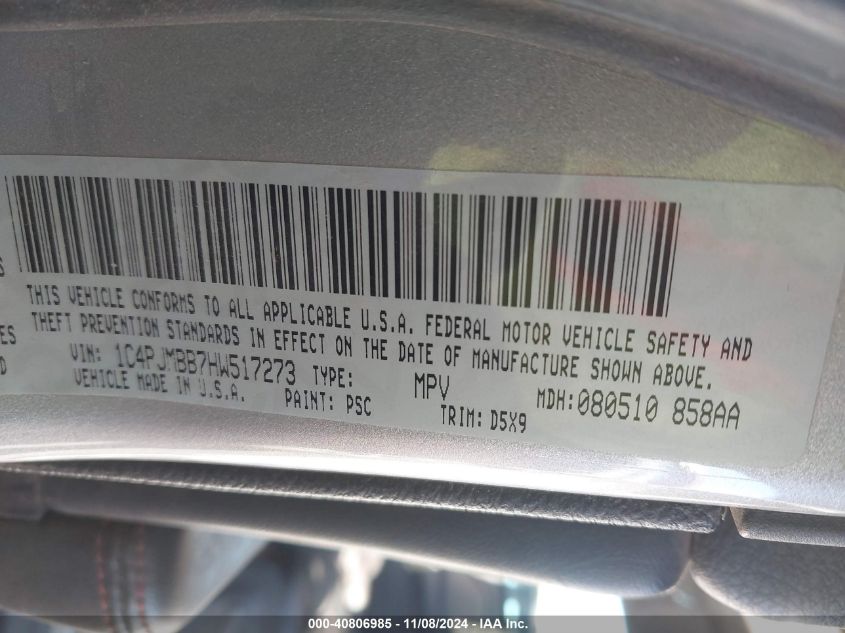 S
ES
D
THIS VEHICLE CONFORMS TO ALL APPLICABLE U.S.A. FEDERAL MOTOR VEHICLE SAFETY AND
THEFT PREVENTION STANDARDS IN EFFECT ON THE DATE OF MANUFACTURE SHOWN ABOVE.
VIN: 1C4PJMBB7HW517273 TYPE: MPV MDH:080510 858AA
VEHICLE MADE IN U.S.A. PAINT: PSC TRIM: D5X9
000-40806985 - 11/08/2024 - IAA Inc.